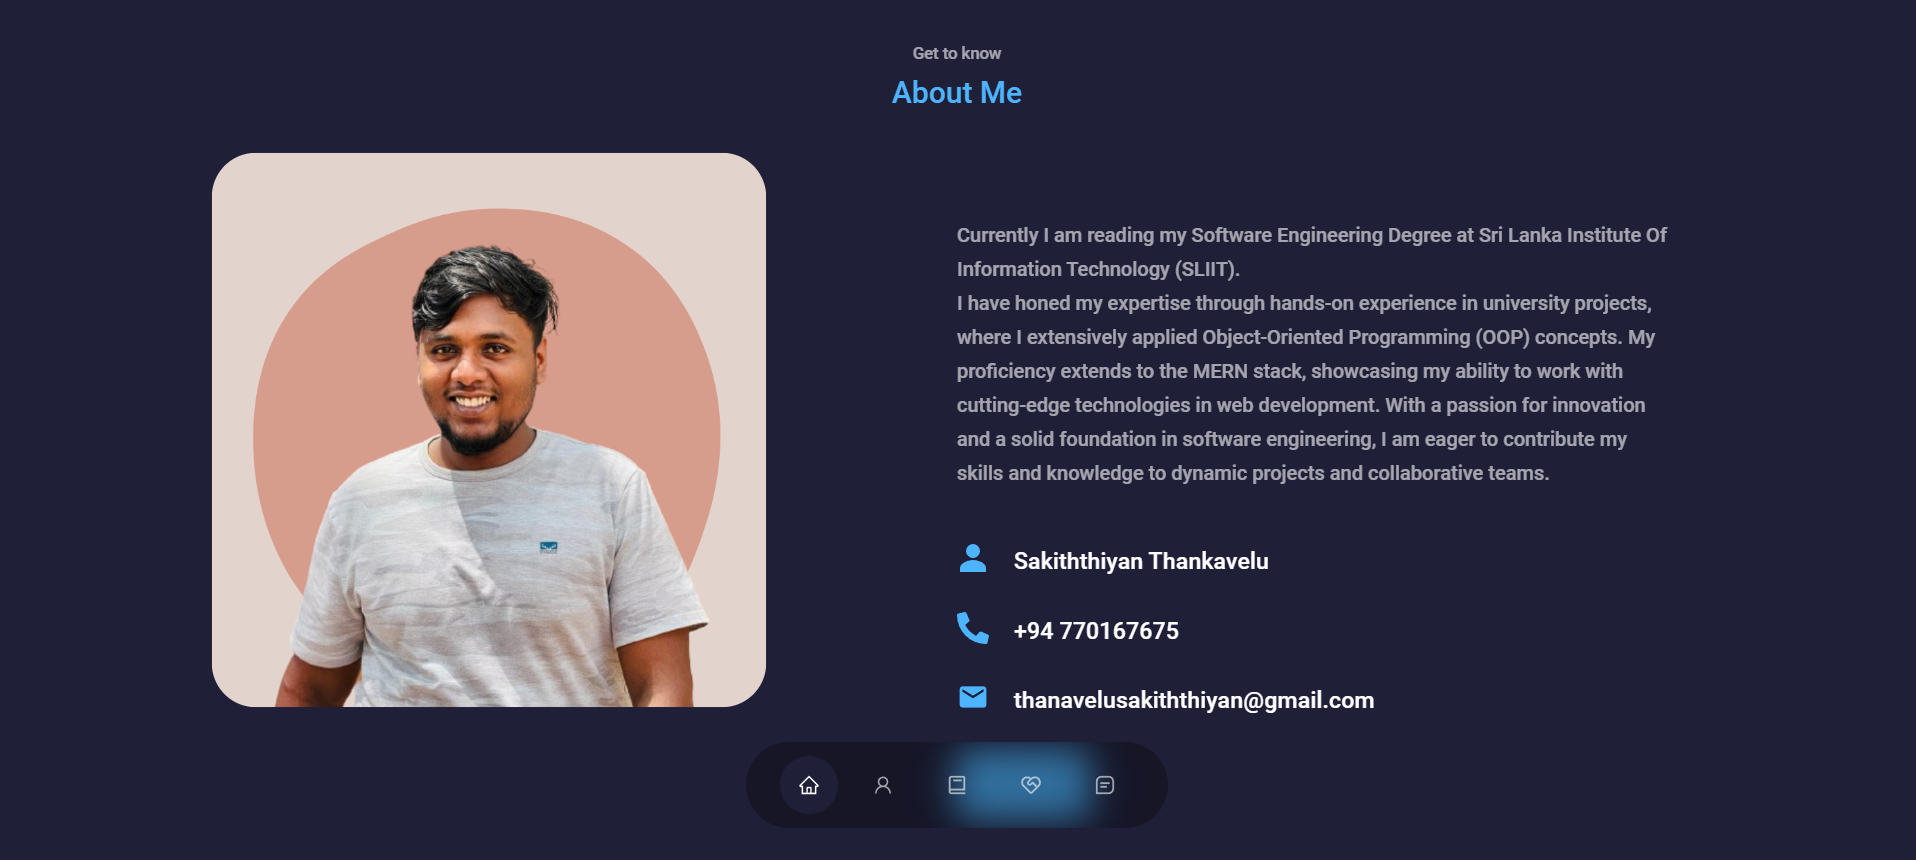 Get to know
About Me
Currently I am reading my Software Engineering Degree at Sri Lanka Institute Of
Information Technology (SLIIT).
I have honed my expertise through hands-on experience in university projects,
where I extensively applied Object-Oriented Programming (OOP) concepts. My
proficiency extends to the MERN stack, showcasing my ability to work with
cutting-edge technologies in web development. With a passion for innovation
and a solid foundation in software engineering, I am eager to contribute my
skills and knowledge to dynamic projects and collaborative teams.
Sakiththiyan Thankavelu
+94 770167675
thanavelusakiththiyan@gmail.com